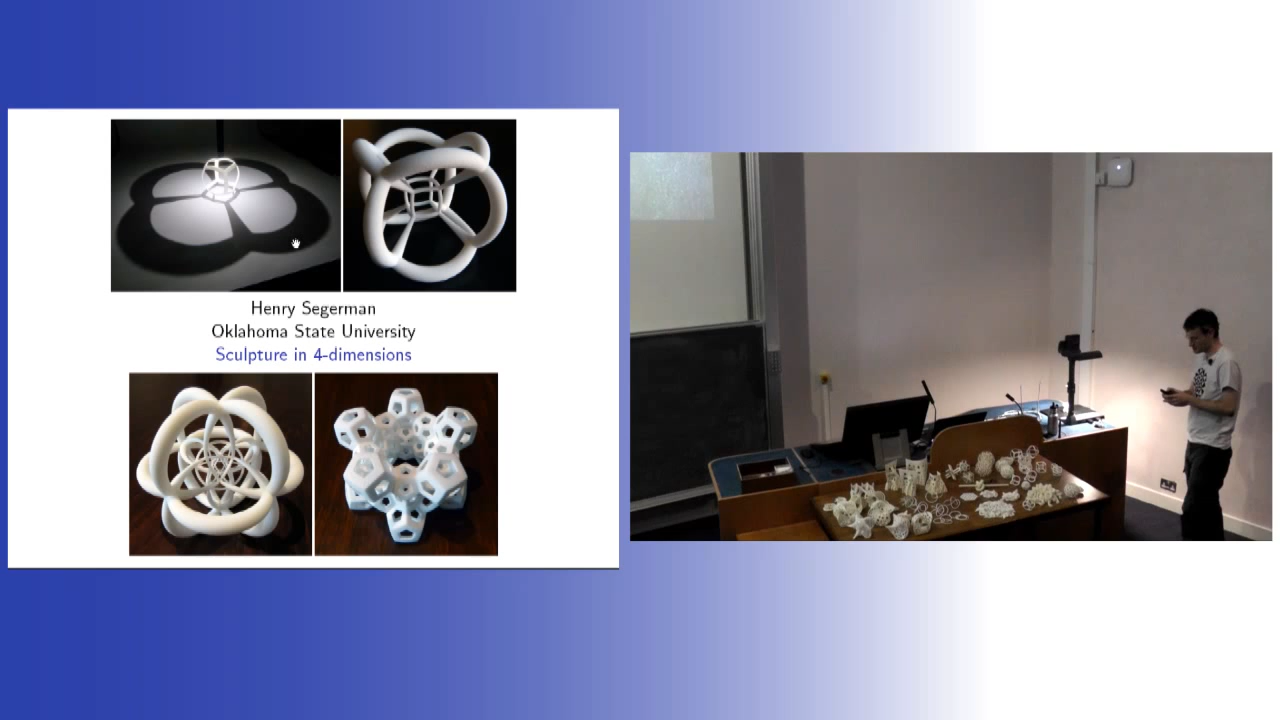 Henry Segerman
Oklahoma State University
Sculpture in 4-dimensions